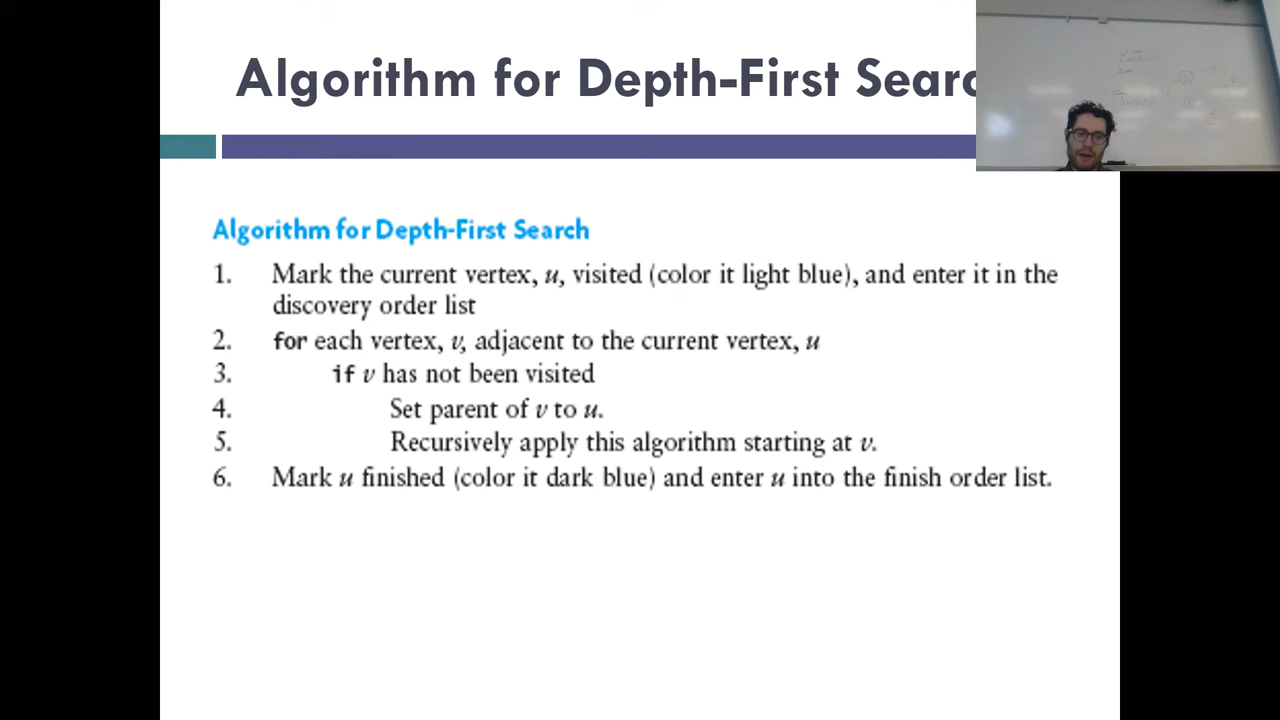 Algorithm for Depth-First Searc
Algorithm for Depth-First Search
1. Mark the current vertex, u, visited (color it light blue), and enter it in the
discovery order list
2. for each vertex, v, adjacent to the current vertex, u
3. if v has not been visited
4. Set parent of v to u.
5. Recursively apply this algorithm starting at v.
6. Mark u finished (color it dark blue) and enter u into the finish order list.